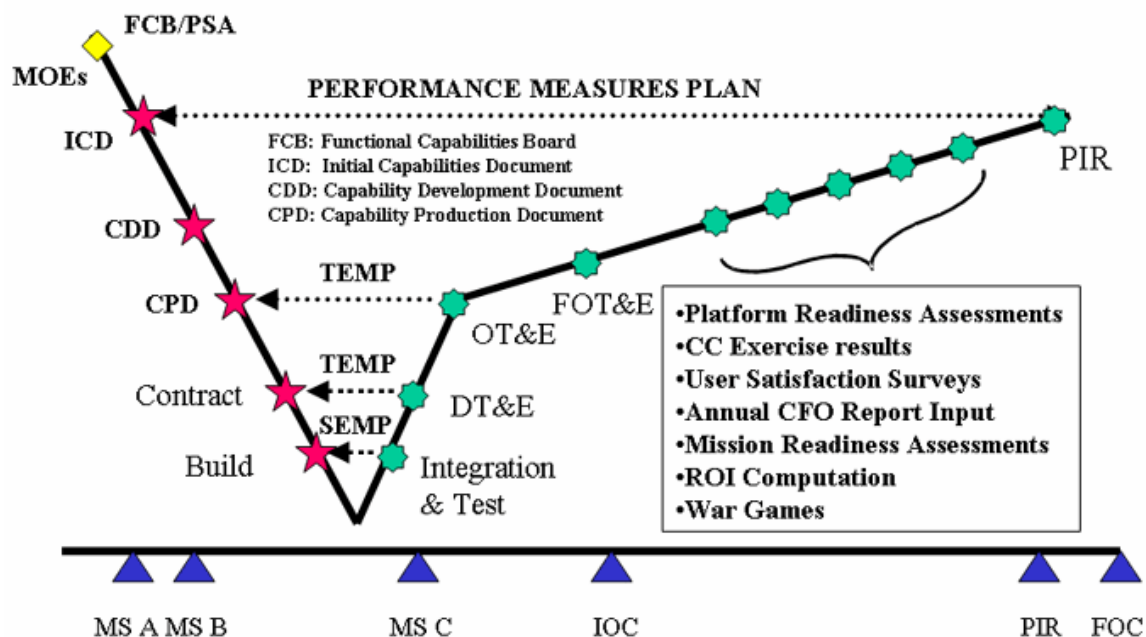 FCB/PSA
MOEs
PERFORMANCE MEASURES PLAN
ICD
FCB: Functional Capabilities Board
ICD: Initial Capabilities Document
CDD: Capability Development Document
CPD: Capability Production Document
PIR
CDD
TEMP
CPD
FOT&E
OT&E
•Platform Readiness Assessments
•CC Exercise results
•User Satisfaction Surveys
•Annual CFO Report Input
•Mission Readiness Assessments
•ROI Computation
•War Games
TEMP
Contract
DT&E
SEMP
Build
Integration
& Test
MS A MS B MS C IOC PIR FOC